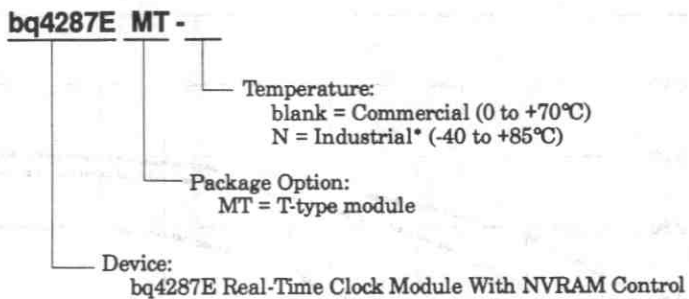 bq4287E MT -
Temperature:
blank = Commercial (0 to +70°C)
N = Industrial* (-40 to +85°C)
Package Option:
MT = T-type module
Device:
bq4287E Real-Time Clock Module With NVRAM Control